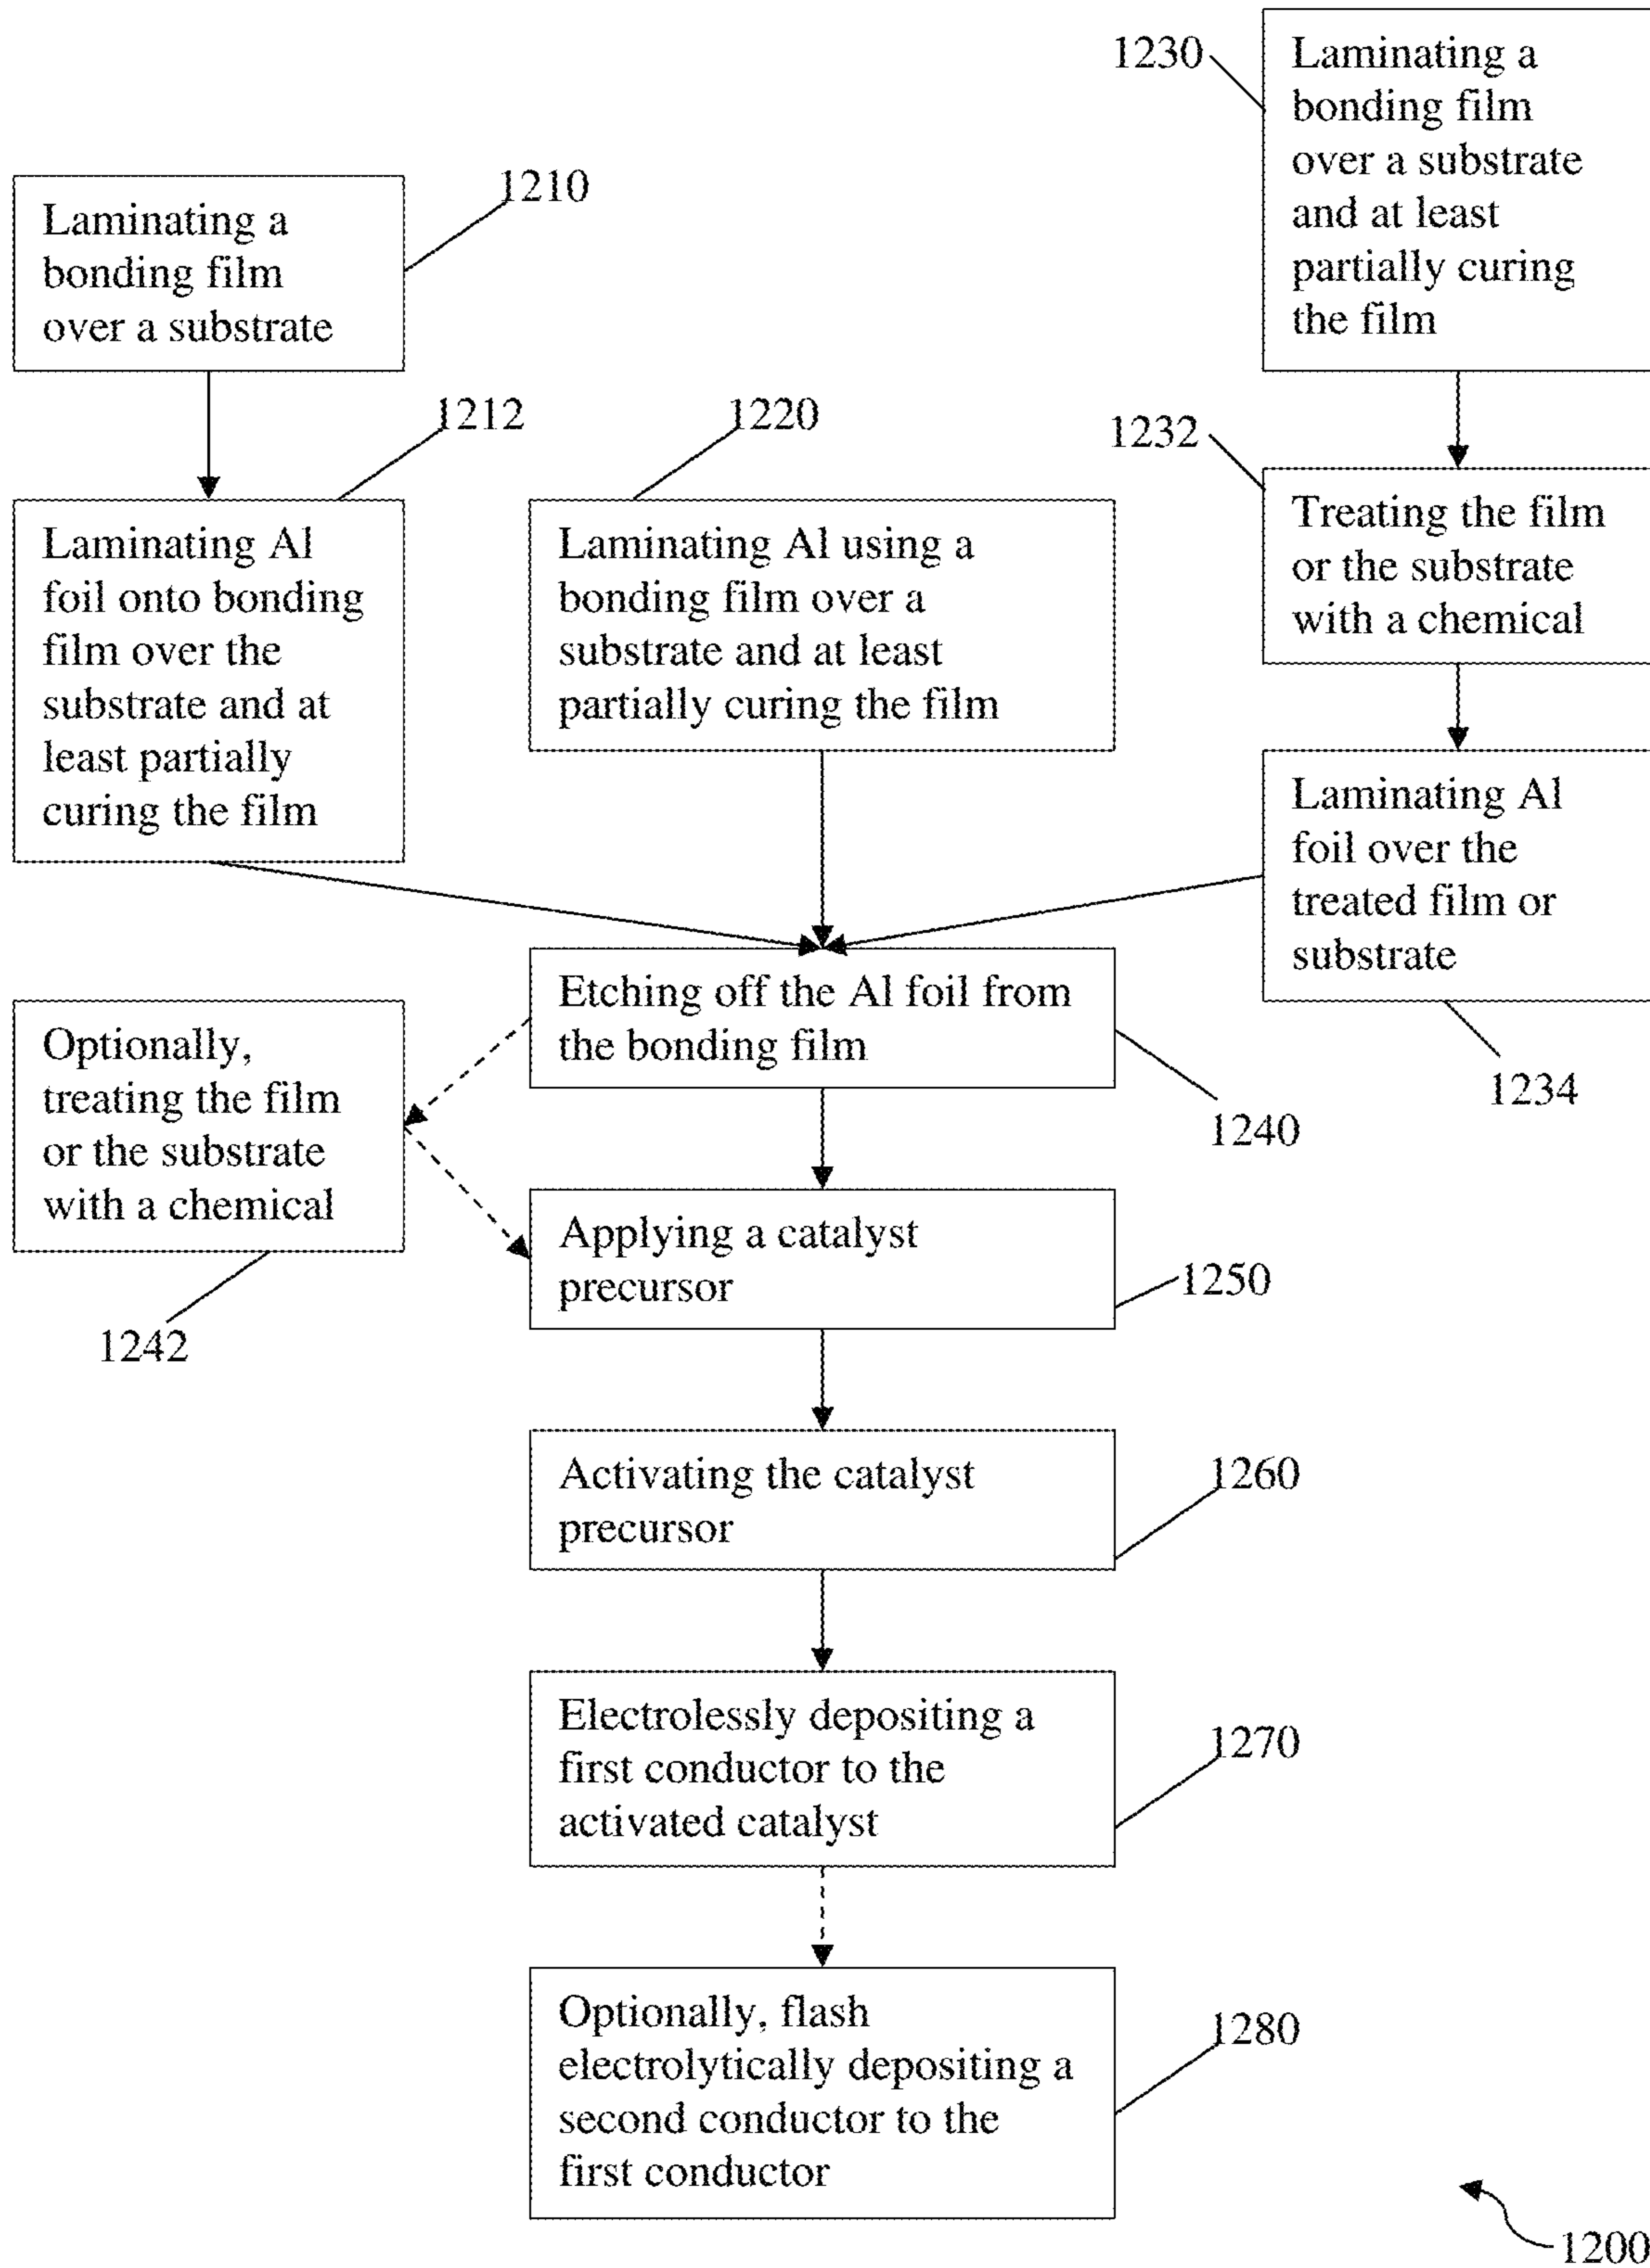 1230
Laminating a
bonding film
over a substrate
and at least
partially curing
the film
1210
Laminating a
bonding film
over a substrate
1212
1220
1232
Laminating Al
foil onto bonding
film over the
substrate and at
least partially
curing the film
Laminating Al using a
bonding film over a
substrate and at least
partially curing the film
Treating the film
or the substrate
with a chemical
Laminating Al
foil over the
treated film or
substrate
1234
Etching off the Al foil from
the bonding film
1240
Optionally,
treating the film
or the substrate
with a chemical
1242
Applying a catalyst
precursor
1250
Activating the catalyst
precursor
1260
Electrolessly depositing a
first conductor to the
activated catalyst
1270
Optionally, flash
electrolytically depositing a
second conductor to the
first conductor
1280
1200